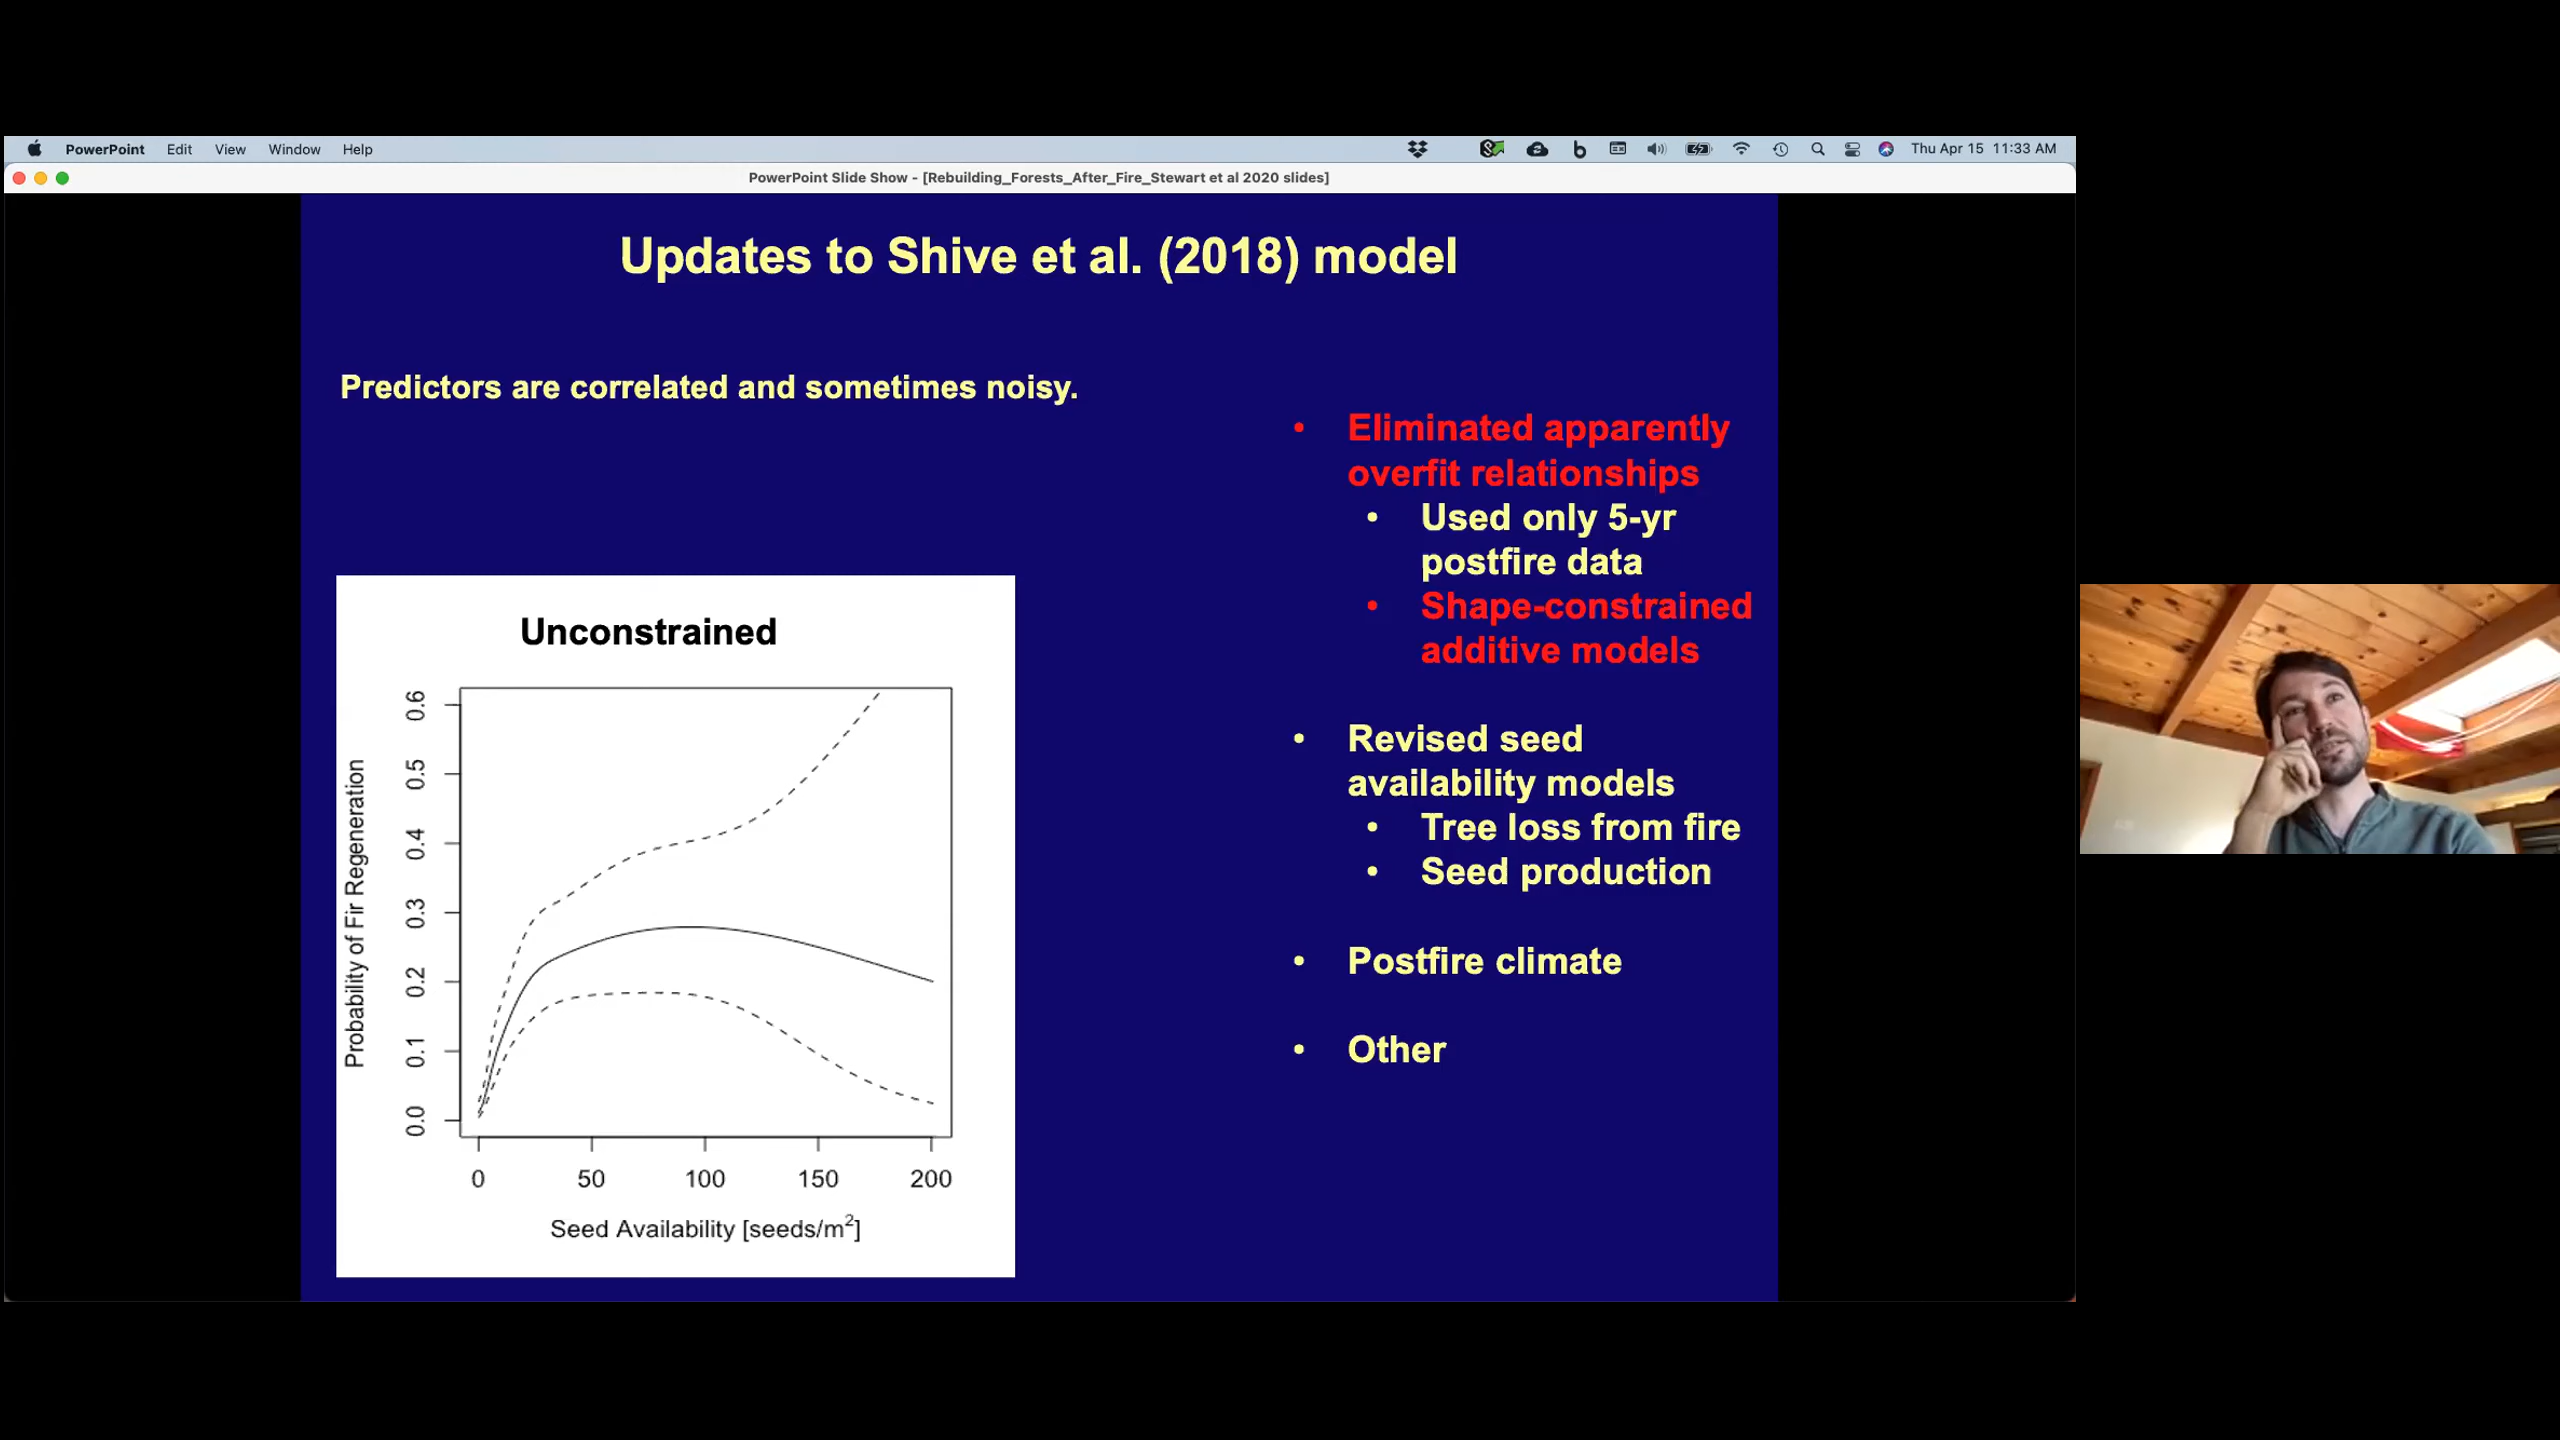 PowerPoint Edit View Window Help Thu Apr 15 11:33 AM
PowerPoint Slide Show - [Rebuilding_Forests_After_Fire_Stewart et al 2020 slides]
Updates to Shive et al. (2018) model
Predictors are correlated and sometimes noisy.
Unconstrained
Probability of Fir Regeneration
0.6
0.5
0.4
0.3
0.2
0.1
0.0
0 50 100 150 200
Seed Availability [seeds/m²]
• Eliminated apparently
overfit relationships
• Used only 5-yr
postfire data
• Shape-constrained
additive models
• Revised seed
availability models
• Tree loss from fire
• Seed production
• Postfire climate
• Other